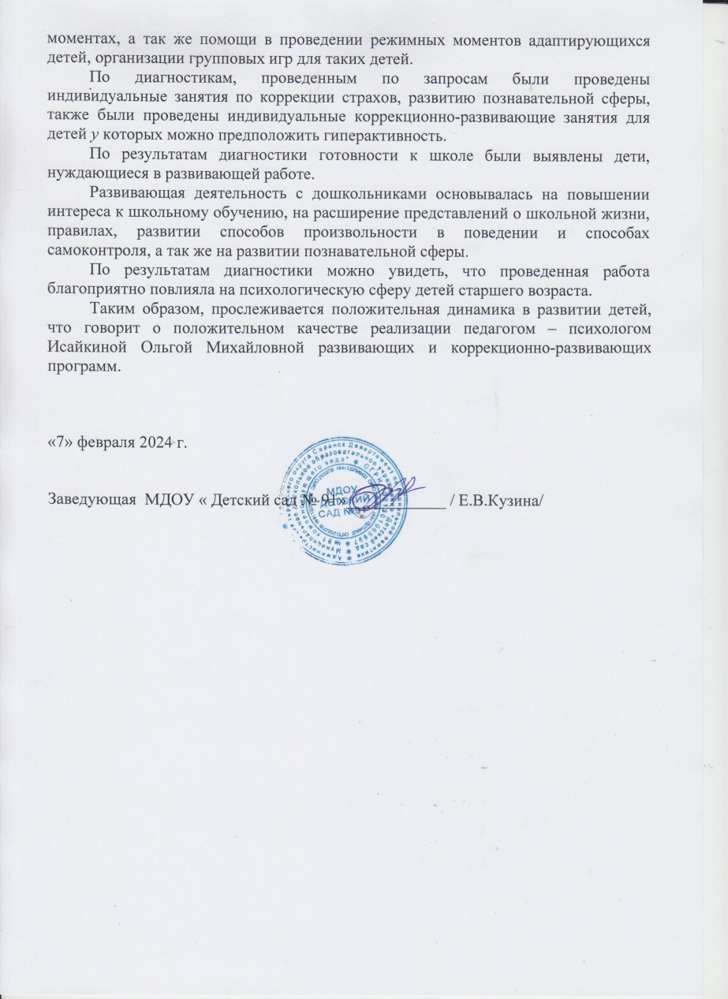 моментах, а так же помощи в проведении режимных моментов адаптирующихся
детей, организации групповых игр для таких детей.
По диагностикам, проведенным по запросам были проведены
индивидуальные занятия по коррекции страхов, развитию познавательной сферы,
также были проведены индивидуальные коррекционно-развивающие занятия для
детей у которых можно предположить гиперактивность.
По результатам диагностики готовности к школе были выявлены дети,
нуждающиеся в развивающей работе.
Развивающая деятельность с дошкольниками основывалась на повышении
интереса к школьному обучению, на расширение представлений о школьной жизни,
правилах, развитии способов произвольности в поведении и способах
самоконтроля, а так же на развитии познавательной сферы.
По результатам диагностики можно увидеть, что проведенная работа
благоприятно повлияла на психологическую сферу детей старшего возраста.
Таким образом, прослеживается положительная динамика в развитии детей,
что говорит о положительном качестве реализации педагогом – психологом
Исайкиной Ольгой Михайловной развивающих и коррекционно-развивающих
программ.
«7» февраля 2024 г.
Заведующая МДОУ « Детский сад № 91» ____________ / Е.В.Кузина/
МДОУ
"ДЕТСКИЙ
САД №91"